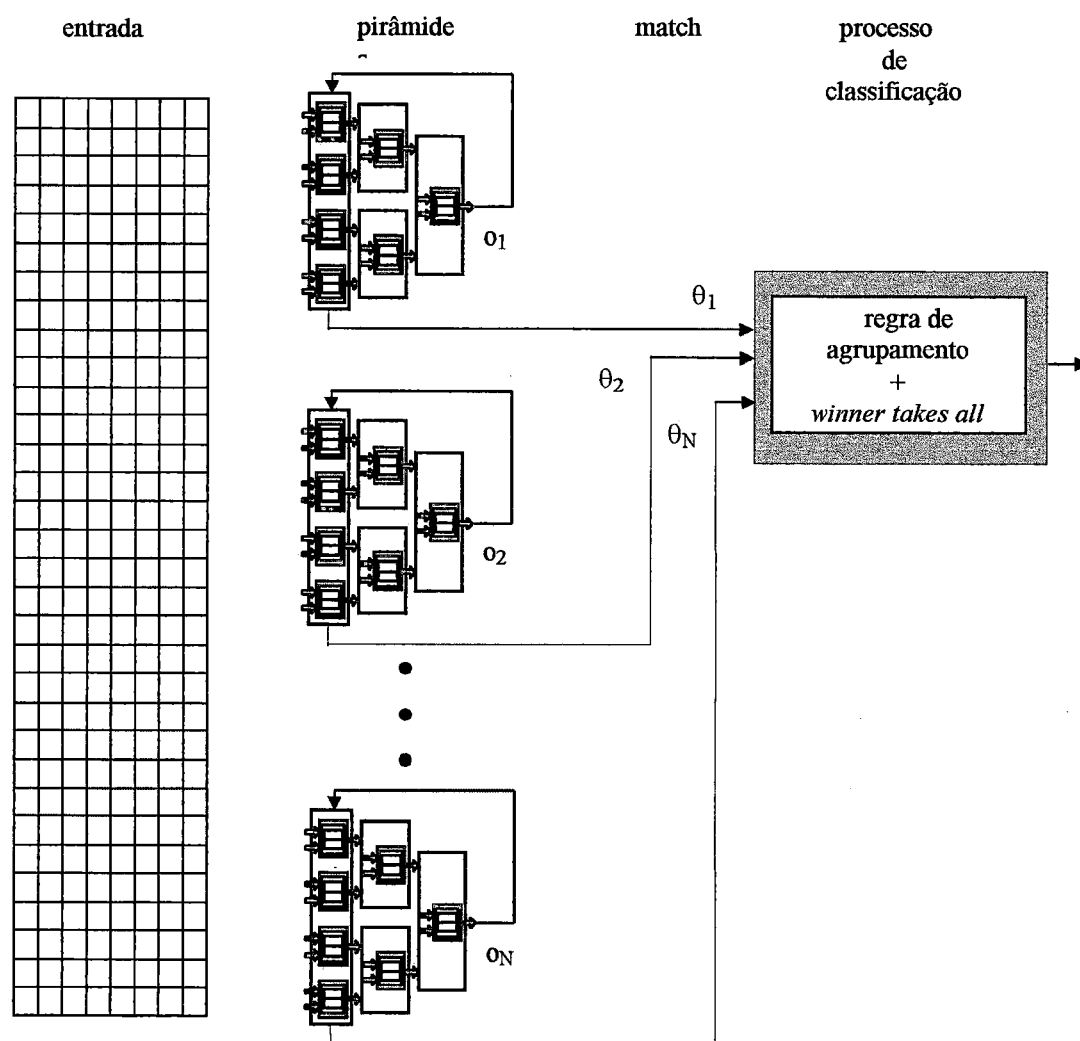 entrada
pirâmide
s
match
processo
de
classificação
o1
θ1
θ2
θN
regra de
agrupamento
+
winner takes all
o2
oN